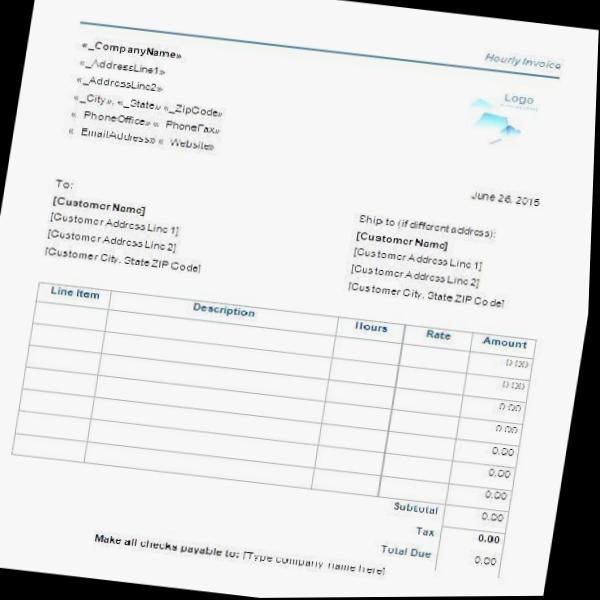 Hourly Invoice
«_CompanyName»
«_AddressLine1»
«_AddressLine2»
«_City», «_State» «_ZipCode»
«_PhoneOffice» «_PhoneFax»
«_EmailAddress» «_Website»
Logo
June 26, 2015
To:
[Customer Name]
[Customer Address Line 1]
[Customer Address Line 2]
[Customer City, State ZIP Code]
Ship to (if different address):
[Customer Name]
[Customer Address Line 1]
[Customer Address Line 2]
[Customer City, State ZIP Code]
Line Item Description Hours Rate Amount
0.00
0.00
0.00
0.00
0.00
0.00
0.00
Subtotal 0.00
Tax 0.00
Total Due 0.00
Make all checks payable to: [Type company name here]